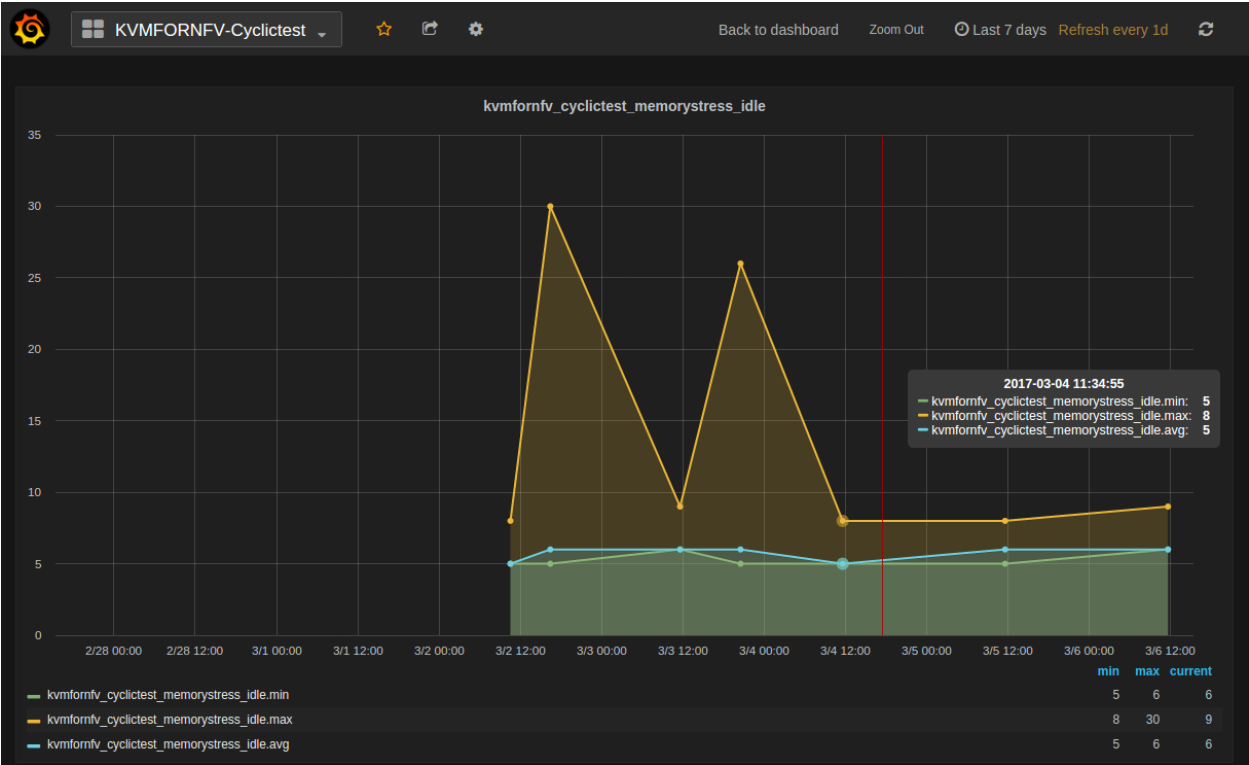 KVMFORNFV-Cyclictest
Back to dashboard Zoom Out Last 7 days Refresh every 1d
kvmfornfv_cyclictest_memorystress_idle
35
30
25
20
15
10
5
0
2017-03-04 11:34:55
kvmfornfv_cyclictest_memorystress_idle.min: 5
kvmfornfv_cyclictest_memorystress_idle.max: 8
kvmfornfv_cyclictest_memorystress_idle.avg: 5
2/28 00:00 2/28 12:00 3/1 00:00 3/1 12:00 3/2 00:00 3/2 12:00 3/3 00:00 3/3 12:00 3/4 00:00 3/4 12:00 3/5 00:00 3/5 12:00 3/6 00:00 3/6 12:00
min max current
kvmfornfv_cyclictest_memorystress_idle.min 5 6 6
kvmfornfv_cyclictest_memorystress_idle.max 8 30 9
kvmfornfv_cyclictest_memorystress_idle.avg 5 6 6